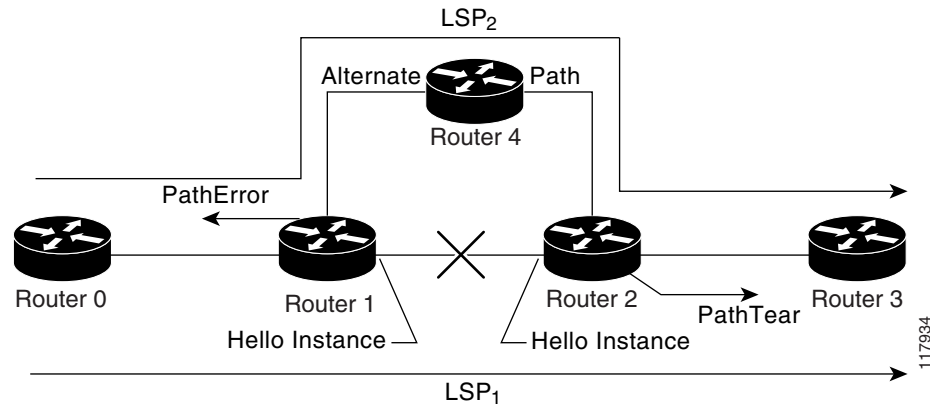 LSP2
Alternate
Path
Router 4
PathError
Router 0
Router 1
Router 2
Router 3
PathTear
Hello Instance
Hello Instance
LSP1
117934